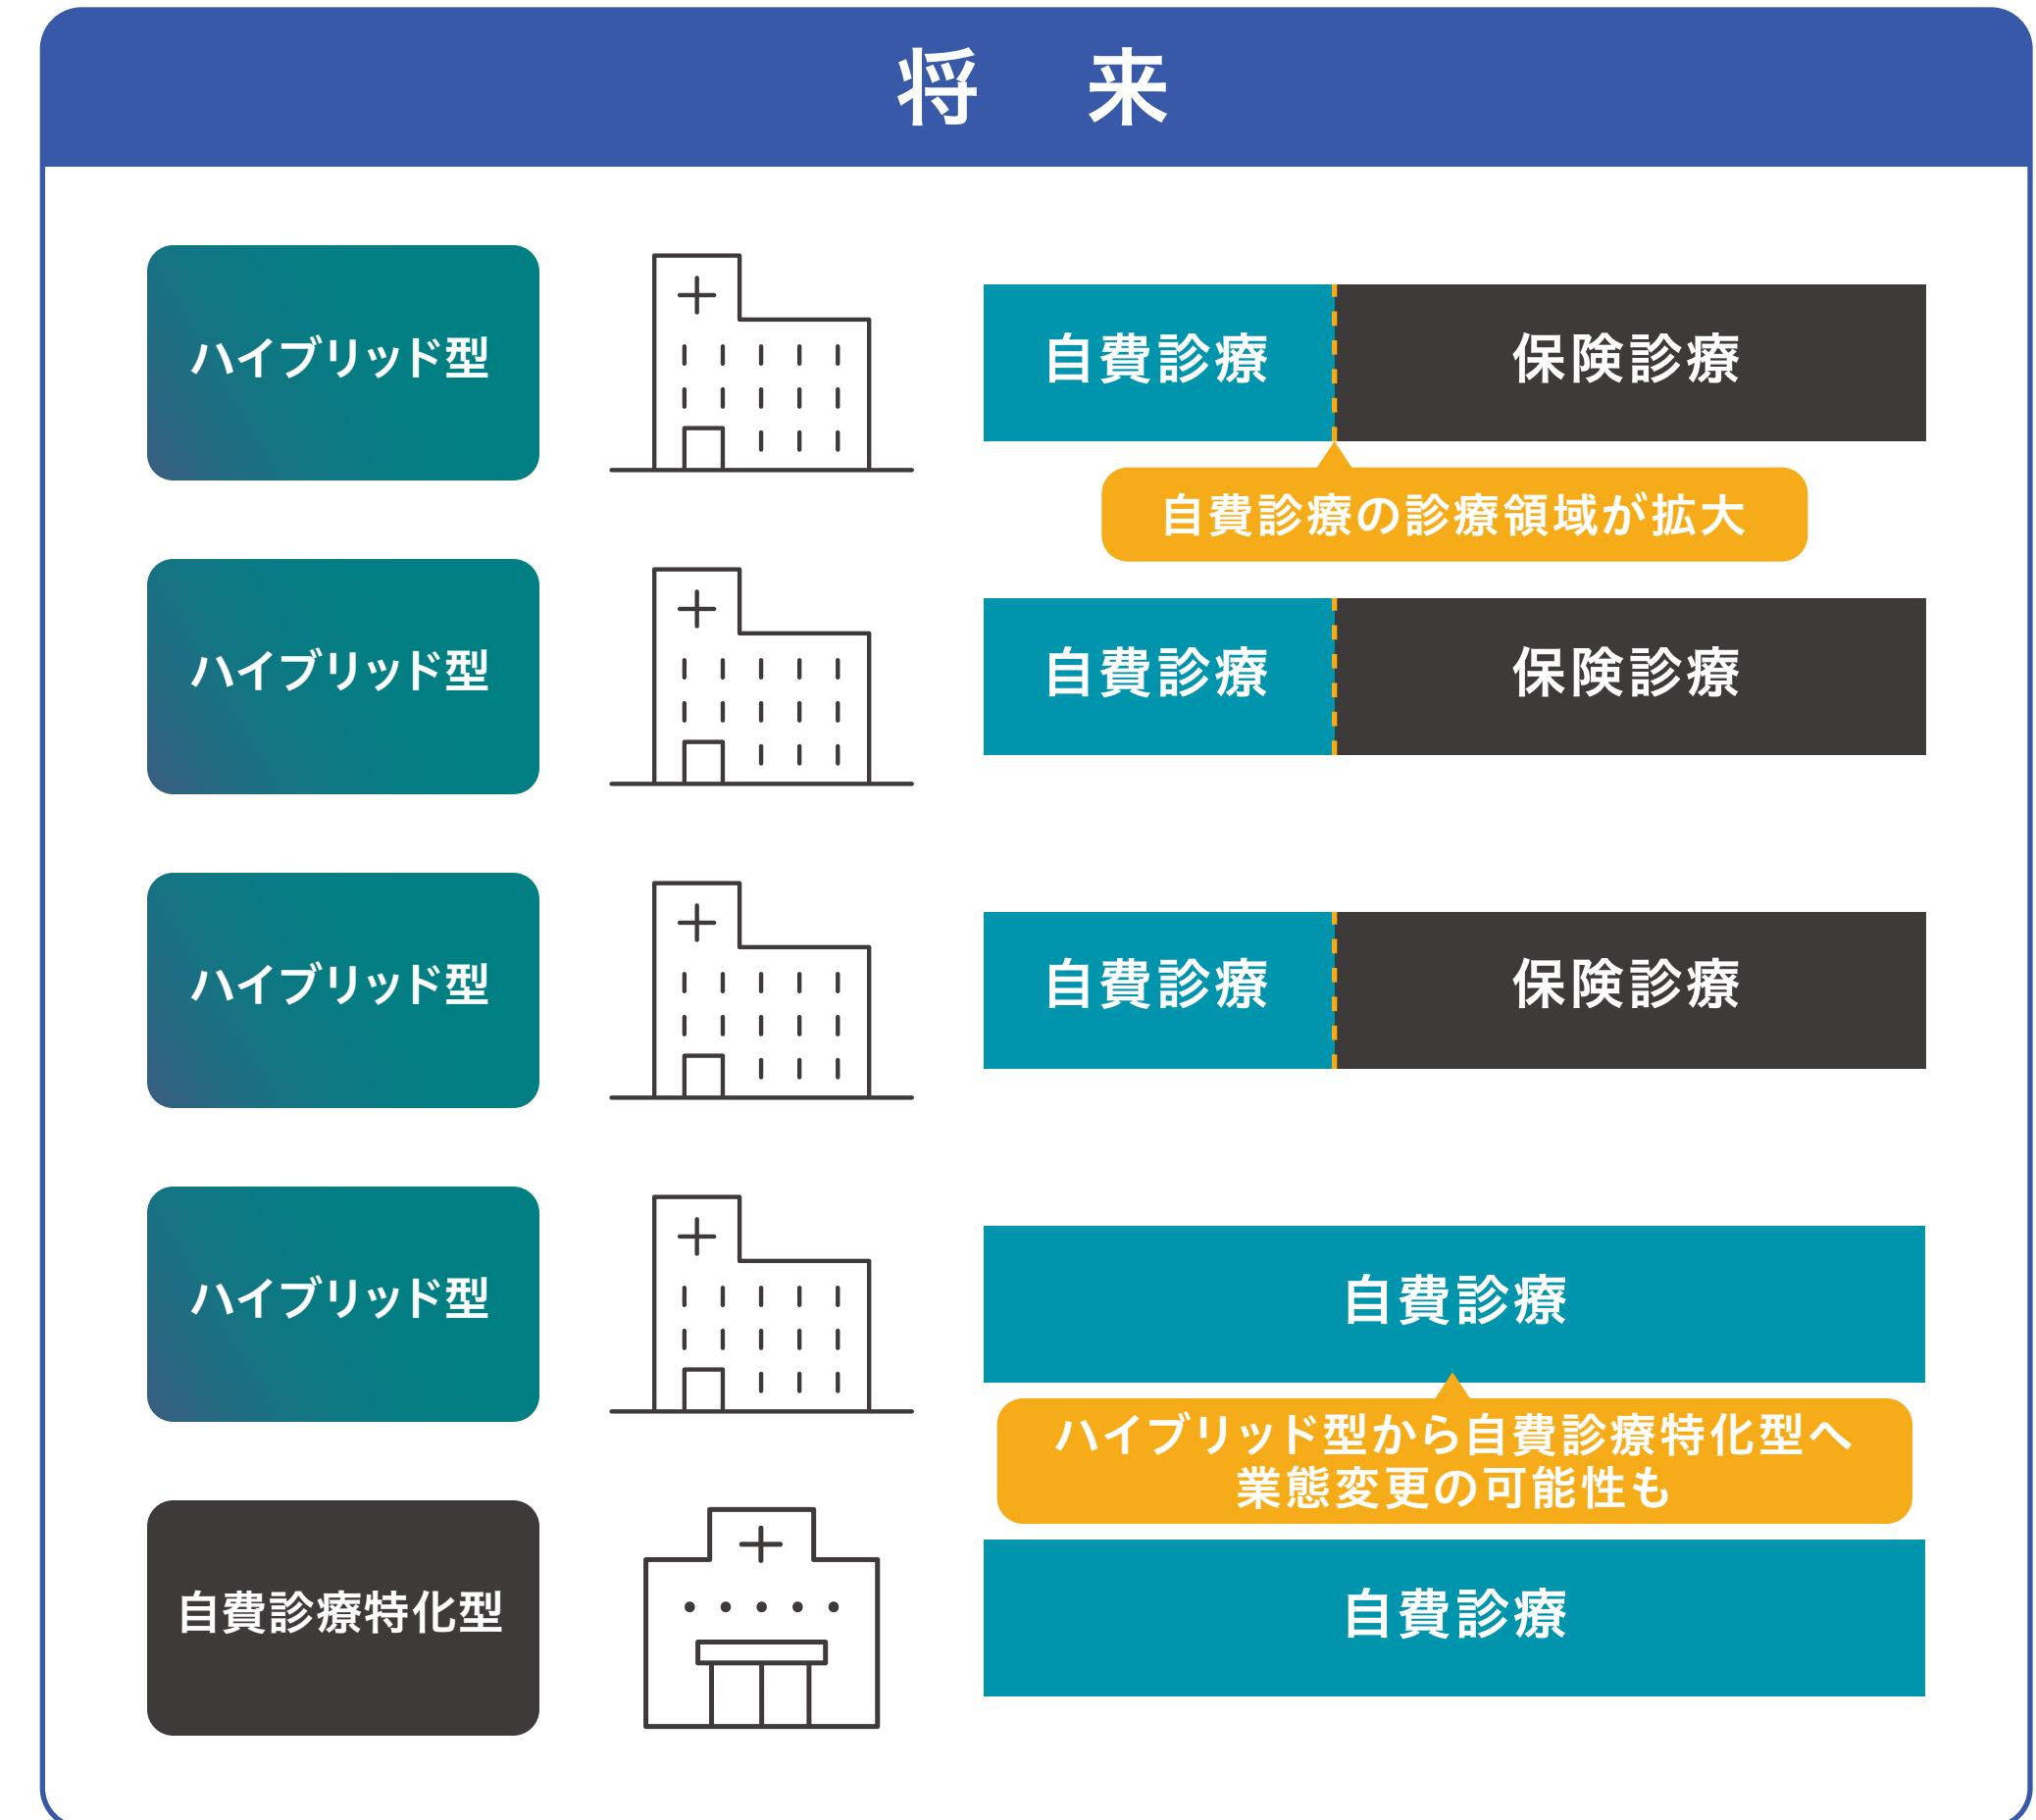 将 来
ハイブリッド型
自費診療
保険診療
自費診療の診療領域が拡大
ハイブリッド型
自費診療
保険診療
ハイブリッド型
自費診療
保険診療
ハイブリッド型
自費診療
ハイブリッド型から自費診療特化型へ
業態変更の可能性も
自費診療特化型
自費診療